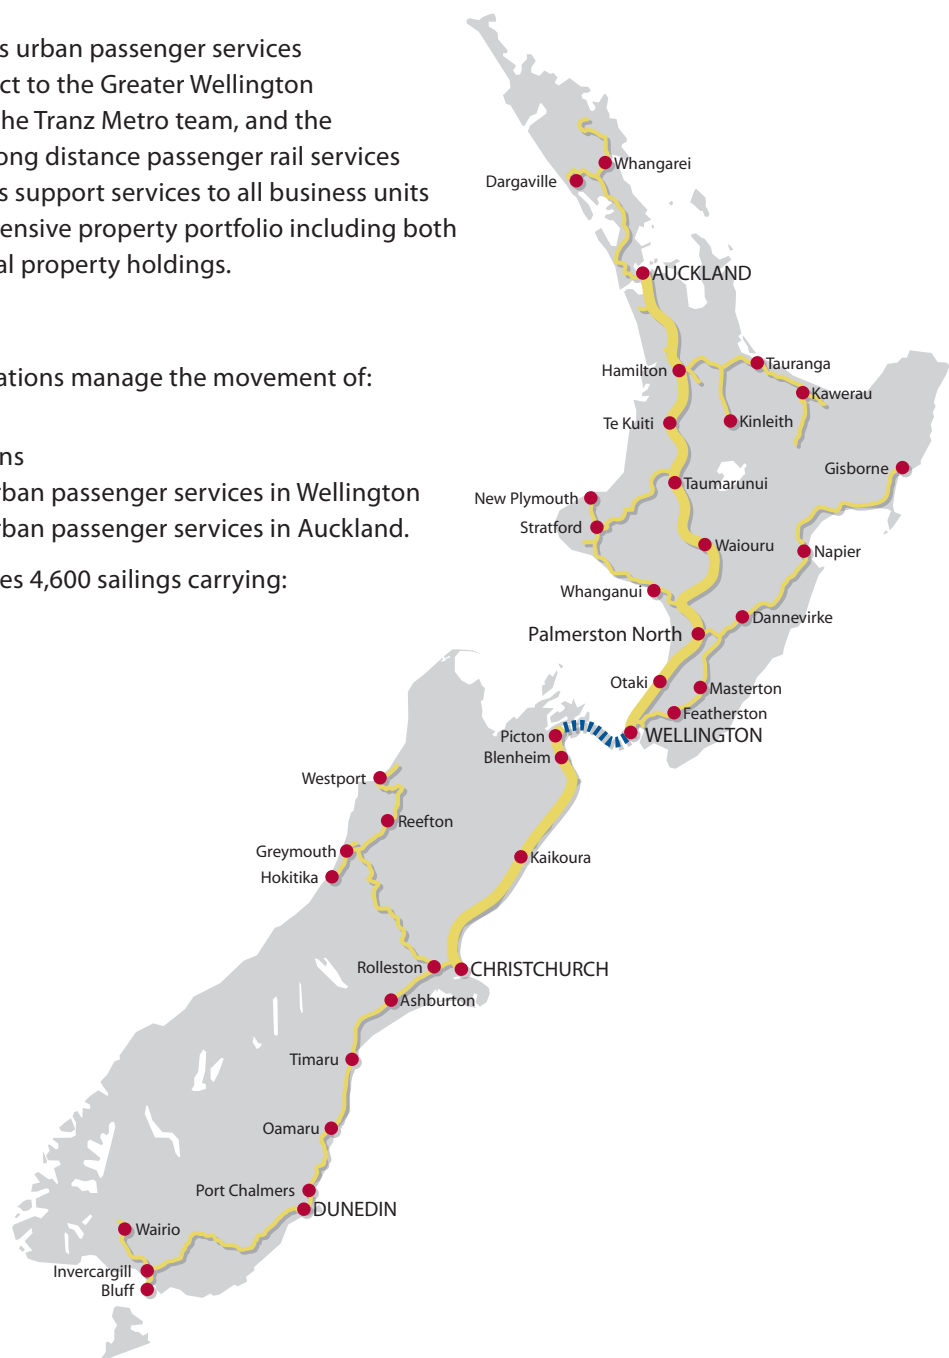 s urban passenger services
ct to the Greater Wellington
he Tranz Metro team, and the
ong distance passenger rail services
s support services to all business units
ensive property portfolio including both
al property holdings.
ations manage the movement of:
ns
rban passenger services in Wellington
rban passenger services in Auckland.
es 4,600 sailings carrying:
Whangarei
Dargaville
AUCKLAND
Tauranga
Hamilton
Kawerau
Te Kuiti
Kinleith
Gisborne
Taumarunui
New Plymouth
Stratford
Waiouru
Napier
Whanganui
Dannevirke
Palmerston North
Otaki
Masterton
Featherston
WELLINGTON
Picton
Blenheim
Westport
Reefton
Greymouth
Kaikoura
Hokitika
Rolleston
CHRISTCHURCH
Ashburton
Timaru
Oamaru
Port Chalmers
DUNEDIN
Wairio
Invercargill
Bluff